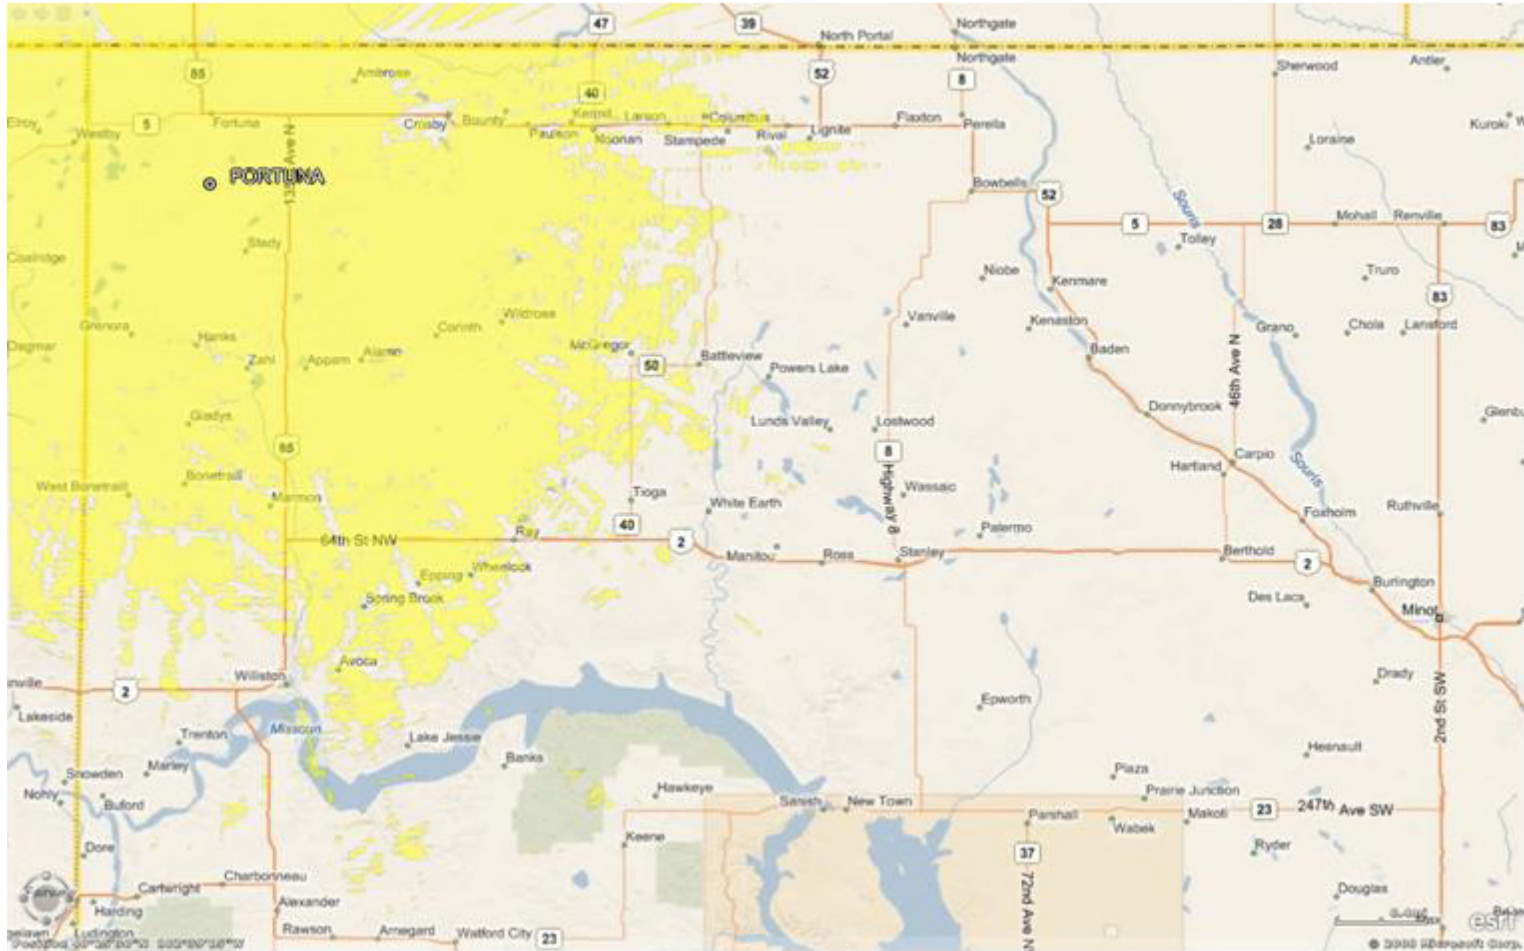 47
39
Northgate
North Portal
Northgate
85
Ambrose
52
8
Sherwood
Antler
40
Elroy
Westby
5
Fortuna
Crosby
Bounty
Paulson
Kermit
Noonan
Larson
Stampede
Columbus
Rival
Lignite
Flaxton
Perella
Loraine
Kuroki
FORTUNA
Bowbells
52
Souris
5
28
Mohall
Renville
83
Tolley
Stady
Coalridge
Niobe
Kenmare
Truro
83
Grenora
Hanks
Corinth
Wildrose
Vanville
Kenaston
Grano
Chola
Lansford
Dagmar
Zahl
Appam
Alamo
McGregor
50
Battleview
Powers Lake
Baden
46th Ave N
Gladys
Lunds Valley
Lostwood
Donnybrook
85
8
Highway 8
Carpio
Hartland
Souris
West Bonetraill
Bonetraill
Marmon
Tioga
White Earth
Wassaic
Foxholm
Ruthville
64th St NW
Ray
40
2
Manitou
Ross
Stanley
Palermo
Berthold
2
Epping
Wheelock
Spring Brook
Burlington
Des Lacs
Minot
Avoca
Williston
2
Drady
Lakeside
Epworth
2nd St SW
Trenton
Missouri
Lake Jessie
Banks
Hesnault
Snowden
Marley
Nohly
Buford
Hawkeye
Sanish
New Town
Plaza
Prairie Junction
Parshall
Wabek
Makoti
23
247th Ave SW
Keene
Dore
37
Ryder
72nd Ave N
Cartwright
Charbonneau
Harding
Alexander
Douglas
Ludington
Rawson
Arnegard
Watford City
23
esri
© 2008 Microsoft Corp.